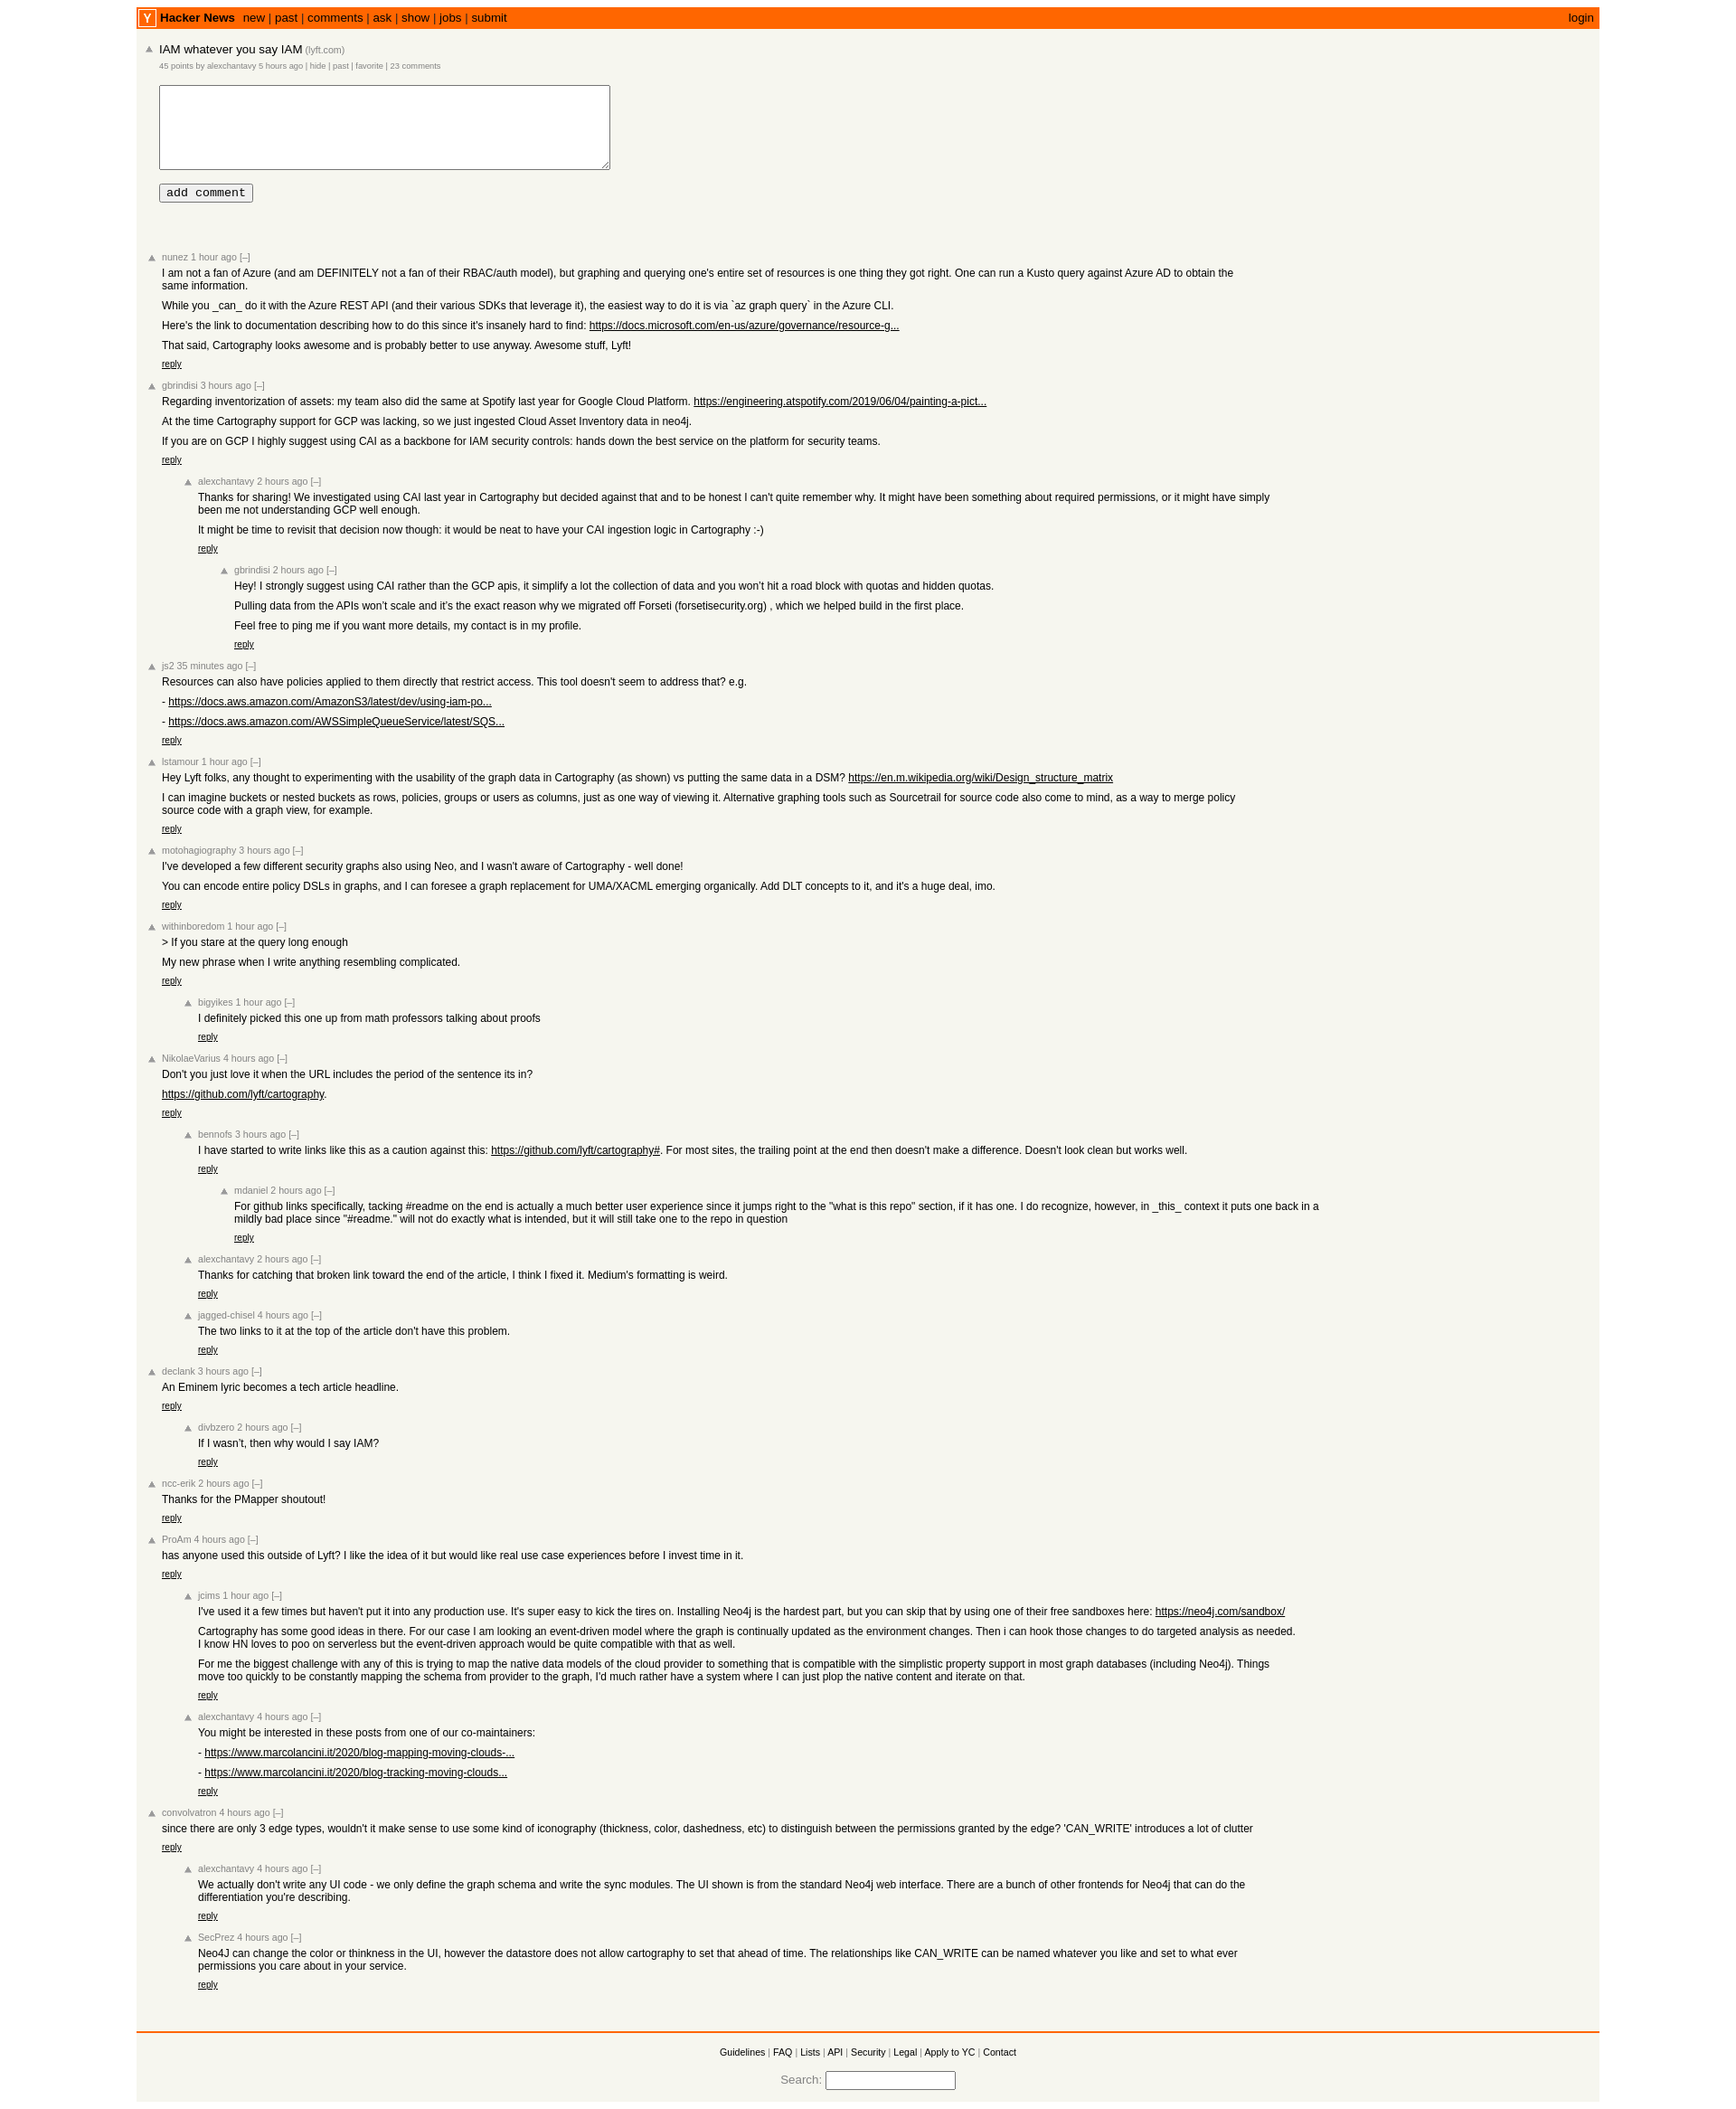 Y Hacker News new | past | comments | ask | show | jobs | submit login
IAM whatever you say IAM (lyft.com)
45 points by alexchantavy 5 hours ago | hide | past | favorite | 23 comments
add comment
nunez 1 hour ago [–]
I am not a fan of Azure (and am DEFINITELY not a fan of their RBAC/auth model), but graphing and querying one's entire set of resources is one thing they got right. One can run a Kusto query against Azure AD to obtain the
same information.
While you _can_ do it with the Azure REST API (and their various SDKs that leverage it), the easiest way to do it is via `az graph query` in the Azure CLI.
Here's the link to documentation describing how to do this since it's insanely hard to find: https://docs.microsoft.com/en-us/azure/governance/resource-g...
That said, Cartography looks awesome and is probably better to use anyway. Awesome stuff, Lyft!
reply
gbrindisi 3 hours ago [–]
Regarding inventorization of assets: my team also did the same at Spotify last year for Google Cloud Platform. https://engineering.atspotify.com/2019/06/04/painting-a-pict...
At the time Cartography support for GCP was lacking, so we just ingested Cloud Asset Inventory data in neo4j.
If you are on GCP I highly suggest using CAI as a backbone for IAM security controls: hands down the best service on the platform for security teams.
reply
alexchantavy 2 hours ago [–]
Thanks for sharing! We investigated using CAI last year in Cartography but decided against that and to be honest I can't quite remember why. It might have been something about required permissions, or it might have simply
been me not understanding GCP well enough.
It might be time to revisit that decision now though: it would be neat to have your CAI ingestion logic in Cartography :-)
reply
gbrindisi 2 hours ago [–]
Hey! I strongly suggest using CAI rather than the GCP apis, it simplify a lot the collection of data and you won’t hit a road block with quotas and hidden quotas.
Pulling data from the APIs won’t scale and it’s the exact reason why we migrated off Forseti (forsetisecurity.org) , which we helped build in the first place.
Feel free to ping me if you want more details, my contact is in my profile.
reply
js2 35 minutes ago [–]
Resources can also have policies applied to them directly that restrict access. This tool doesn't seem to address that? e.g.
- https://docs.aws.amazon.com/AmazonS3/latest/dev/using-iam-po...
- https://docs.aws.amazon.com/AWSSimpleQueueService/latest/SQS...
reply
lstamour 1 hour ago [–]
Hey Lyft folks, any thought to experimenting with the usability of the graph data in Cartography (as shown) vs putting the same data in a DSM? https://en.m.wikipedia.org/wiki/Design_structure_matrix
I can imagine buckets or nested buckets as rows, policies, groups or users as columns, just as one way of viewing it. Alternative graphing tools such as Sourcetrail for source code also come to mind, as a way to merge policy
source code with a graph view, for example.
reply
motohagiography 3 hours ago [–]
I've developed a few different security graphs also using Neo, and I wasn't aware of Cartography - well done!
You can encode entire policy DSLs in graphs, and I can foresee a graph replacement for UMA/XACML emerging organically. Add DLT concepts to it, and it's a huge deal, imo.
reply
withinboredom 1 hour ago [–]
> If you stare at the query long enough
My new phrase when I write anything resembling complicated.
reply
bigyikes 1 hour ago [–]
I definitely picked this one up from math professors talking about proofs
reply
NikolaeVarius 4 hours ago [–]
Don't you just love it when the URL includes the period of the sentence its in?
https://github.com/lyft/cartography.
reply
bennofs 3 hours ago [–]
I have started to write links like this as a caution against this: https://github.com/lyft/cartography#. For most sites, the trailing point at the end then doesn't make a difference. Doesn't look clean but works well.
reply
mdaniel 2 hours ago [–]
For github links specifically, tacking #readme on the end is actually a much better user experience since it jumps right to the "what is this repo" section, if it has one. I do recognize, however, in _this_ context it puts one back in a
mildly bad place since "#readme." will not do exactly what is intended, but it will still take one to the repo in question
reply
alexchantavy 2 hours ago [–]
Thanks for catching that broken link toward the end of the article, I think I fixed it. Medium's formatting is weird.
reply
jagged-chisel 4 hours ago [–]
The two links to it at the top of the article don't have this problem.
reply
declank 3 hours ago [–]
An Eminem lyric becomes a tech article headline.
reply
divbzero 2 hours ago [–]
If I wasn’t, then why would I say IAM?
reply
ncc-erik 2 hours ago [–]
Thanks for the PMapper shoutout!
reply
ProAm 4 hours ago [–]
has anyone used this outside of Lyft? I like the idea of it but would like real use case experiences before I invest time in it.
reply
jcims 1 hour ago [–]
I've used it a few times but haven't put it into any production use. It's super easy to kick the tires on. Installing Neo4j is the hardest part, but you can skip that by using one of their free sandboxes here: https://neo4j.com/sandbox/
Cartography has some good ideas in there. For our case I am looking an event-driven model where the graph is continually updated as the environment changes. Then i can hook those changes to do targeted analysis as needed.
I know HN loves to poo on serverless but the event-driven approach would be quite compatible with that as well.
For me the biggest challenge with any of this is trying to map the native data models of the cloud provider to something that is compatible with the simplistic property support in most graph databases (including Neo4j). Things
move too quickly to be constantly mapping the schema from provider to the graph, I'd much rather have a system where I can just plop the native content and iterate on that.
reply
alexchantavy 4 hours ago [–]
You might be interested in these posts from one of our co-maintainers:
- https://www.marcolancini.it/2020/blog-mapping-moving-clouds-...
- https://www.marcolancini.it/2020/blog-tracking-moving-clouds...
reply
convolvatron 4 hours ago [–]
since there are only 3 edge types, wouldn't it make sense to use some kind of iconography (thickness, color, dashedness, etc) to distinguish between the permissions granted by the edge? 'CAN_WRITE' introduces a lot of clutter
reply
alexchantavy 4 hours ago [–]
We actually don't write any UI code - we only define the graph schema and write the sync modules. The UI shown is from the standard Neo4j web interface. There are a bunch of other frontends for Neo4j that can do the
differentiation you're describing.
reply
SecPrez 4 hours ago [–]
Neo4J can change the color or thinkness in the UI, however the datastore does not allow cartography to set that ahead of time. The relationships like CAN_WRITE can be named whatever you like and set to what ever
permissions you care about in your service.
reply
Guidelines | FAQ | Lists | API | Security | Legal | Apply to YC | Contact
Search: